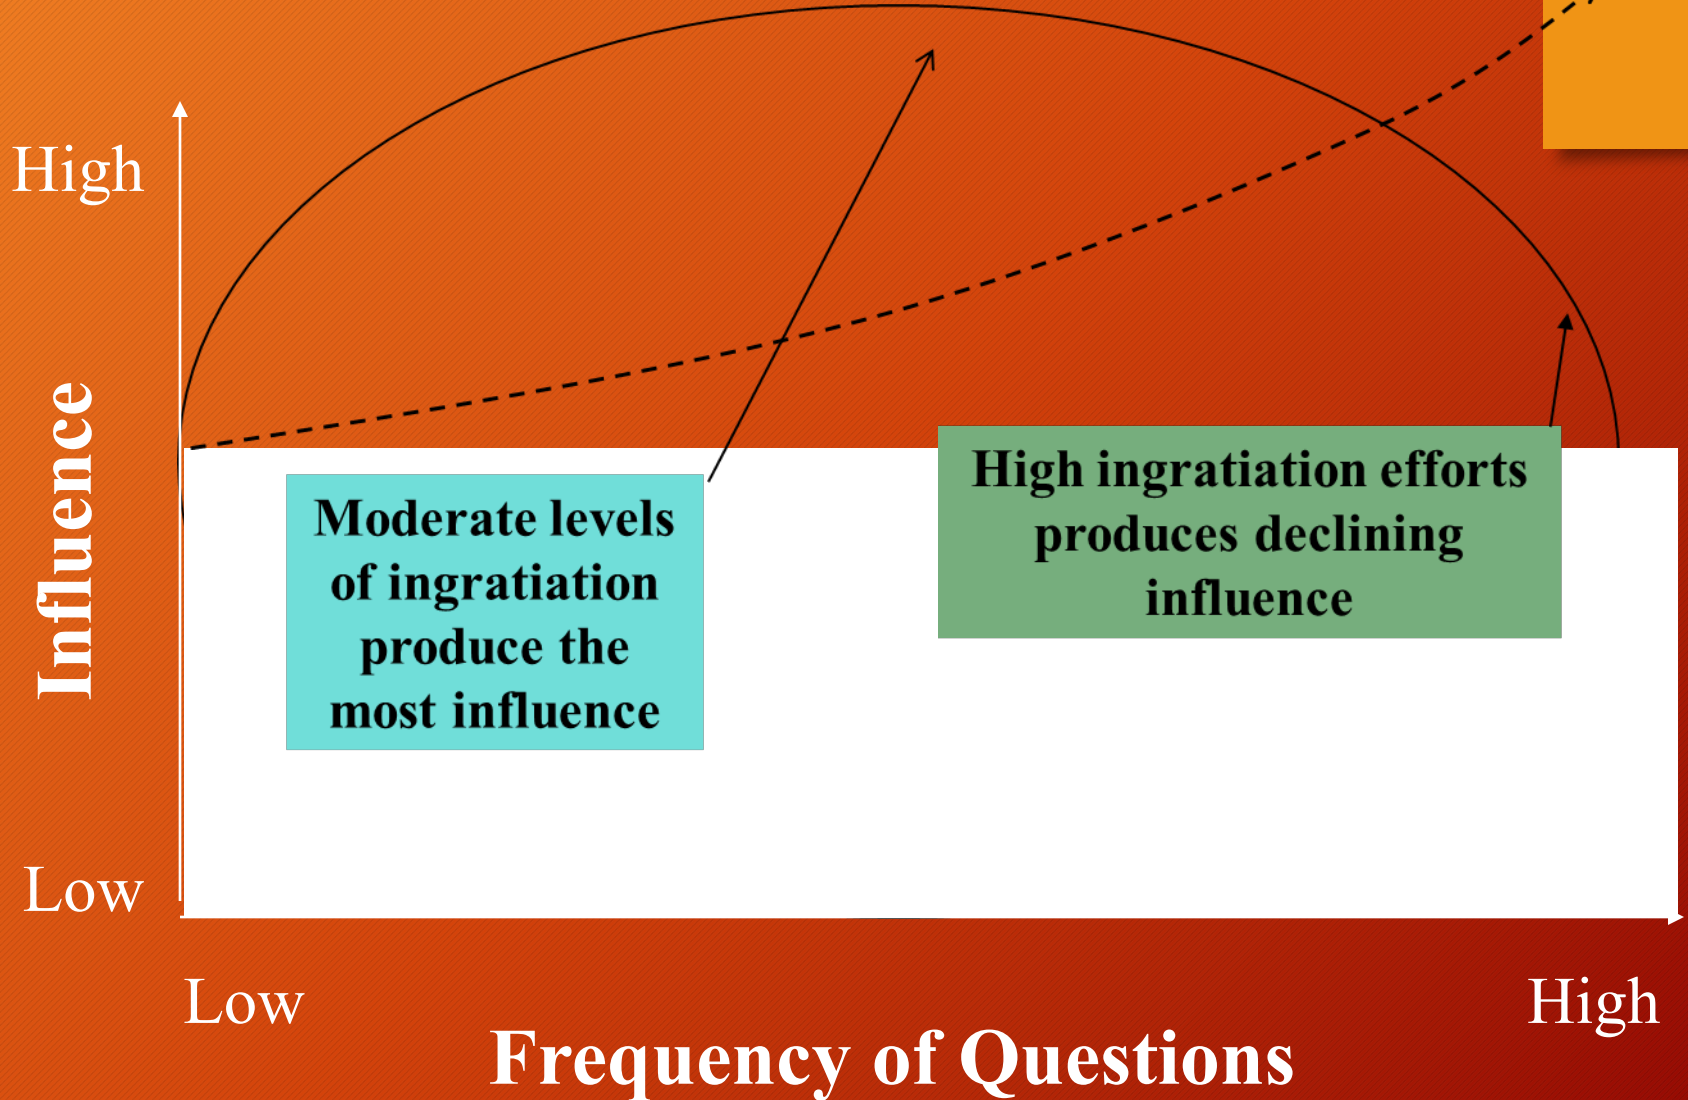 High
Influence
Low
Moderate levels
of ingratiation
produce the
most influence
High ingratiation efforts
produces declining
influence
Low
High
Frequency of Questions